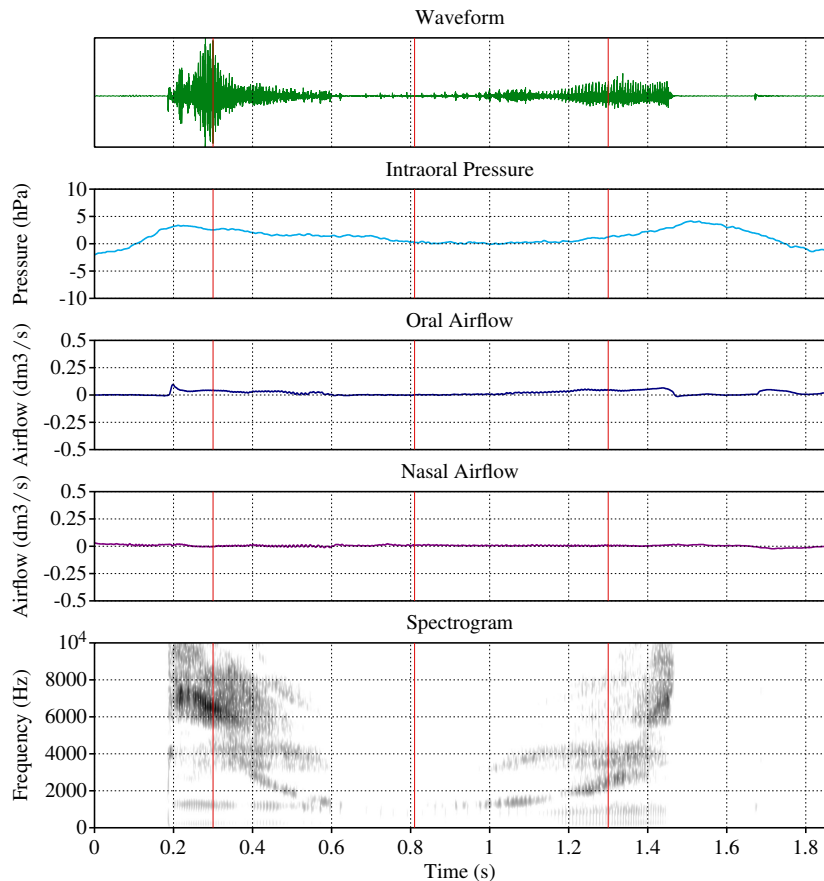 Waveform
Intraoral Pressure
Pressure (hPa)
10
5
0
-5
-10
Oral Airflow
Airflow (dm3/s)
0.5
0.25
0
-0.25
-0.5
Nasal Airflow
Airflow (dm3/s)
0.5
0.25
0
-0.25
-0.5
Spectrogram
Frequency (Hz)
10⁴
8000
6000
4000
2000
0
0 0.2 0.4 0.6 0.8 1 1.2 1.4 1.6 1.8
Time (s)